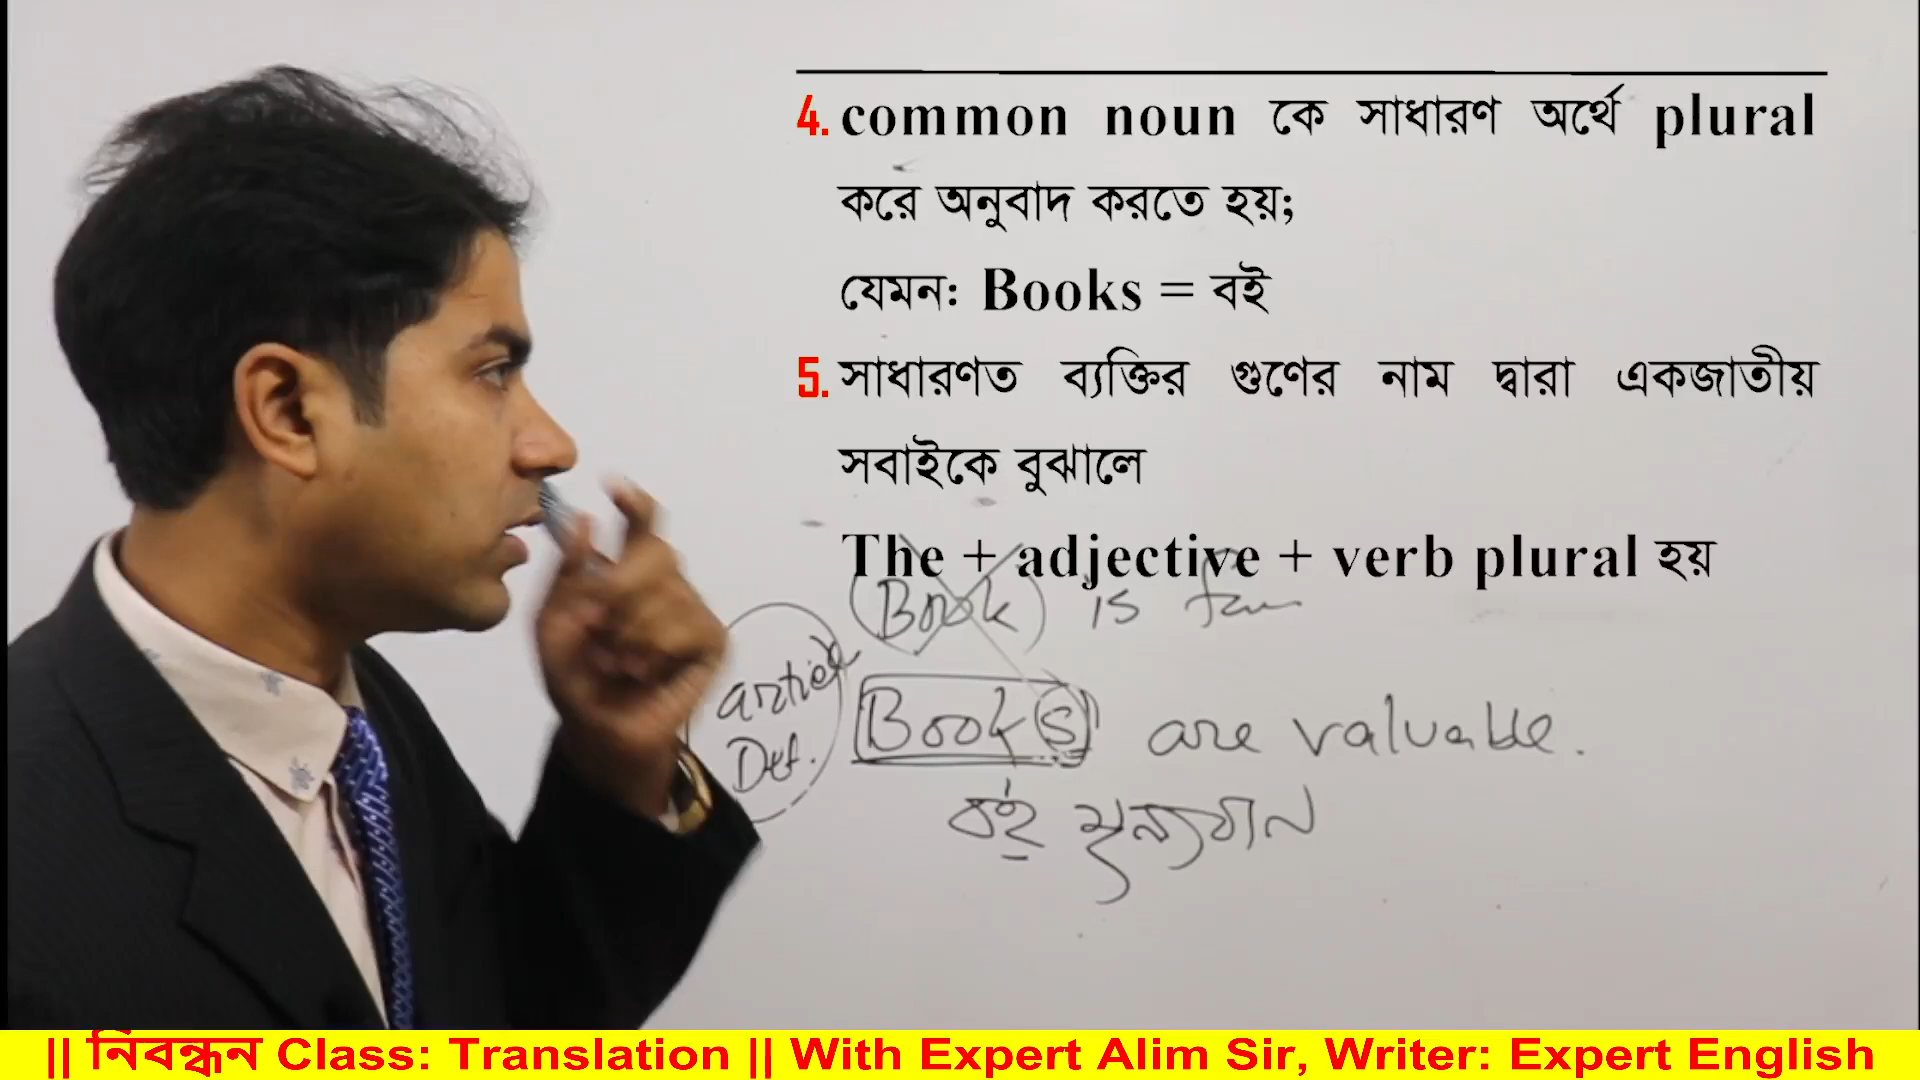 4. common noun কে সাধারণ অর্থে plural
করে অনুবাদ করতে হয়;
যেমন: Books = বই
5. সাধারণত ব্যক্তির গুণের নাম দ্বারা একজাতীয়
সবাইকে বুঝালে
The + adjective + verb plural হয়
Book is
article
Det.
Books are valuable.
বই মূল্যবান
|| নিবন্ধন Class: Translation || With Expert Alim Sir, Writer: Expert English